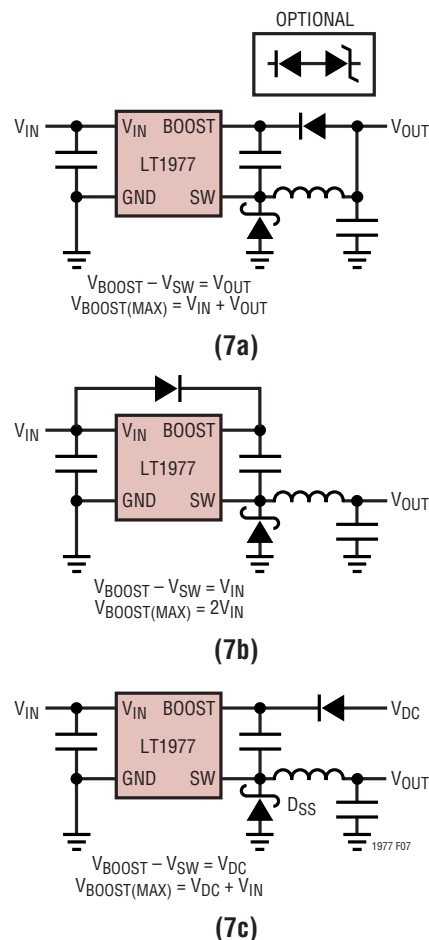 OPTIONAL
V_IN V_IN BOOST V_OUT
LT1977
GND SW
V_BOOST – V_SW = V_OUT
V_BOOST(MAX) = V_IN + V_OUT
(7a)
V_IN V_IN BOOST
LT1977
GND SW V_OUT
V_BOOST – V_SW = V_IN
V_BOOST(MAX) = 2V_IN
(7b)
V_IN V_IN BOOST V_DC
LT1977
GND SW V_OUT
D_SS
1977 F07
V_BOOST – V_SW = V_DC
V_BOOST(MAX) = V_DC + V_IN
(7c)